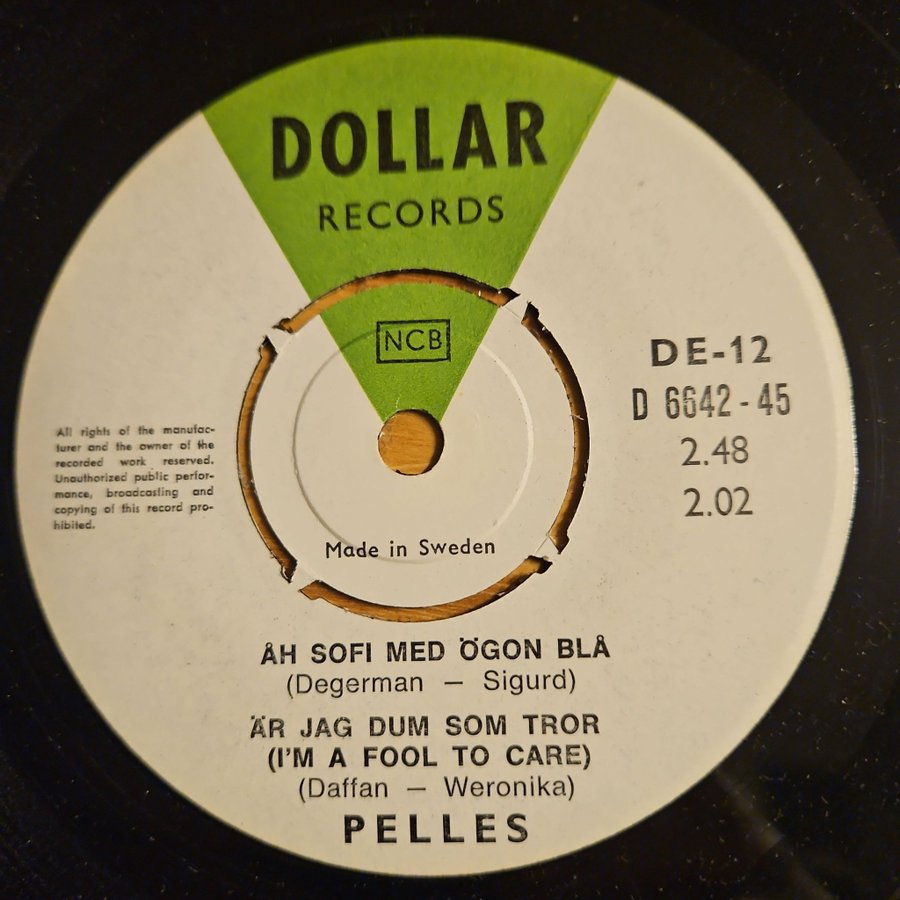 DOLLAR
RECORDS
NCB
DE-12
D 6642-45
2.48
2.02
All rights of the manufac-
turer and the owner of the
recorded work reserved.
Unauthorized public perfor-
mance, broadcasting and
copying of this record pro-
hibited.
Made in Sweden
ÅH SOFI MED ÖGON BLÅ
(Degerman — Sigurd)
ÄR JAG DUM SOM TROR
(I'M A FOOL TO CARE)
(Daffan — Weronika)
PELLES